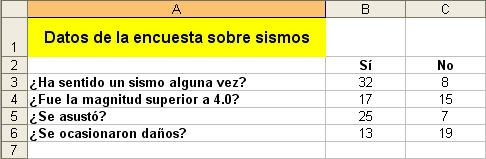 A B C
1 Datos de la encuesta sobre sismos
2 Sí No
3 ¿Ha sentido un sismo alguna vez? 32 8
4 ¿Fue la magnitud superior a 4.0? 17 15
5 ¿Se asustó? 25 7
6 ¿Se ocasionaron daños? 13 19
7